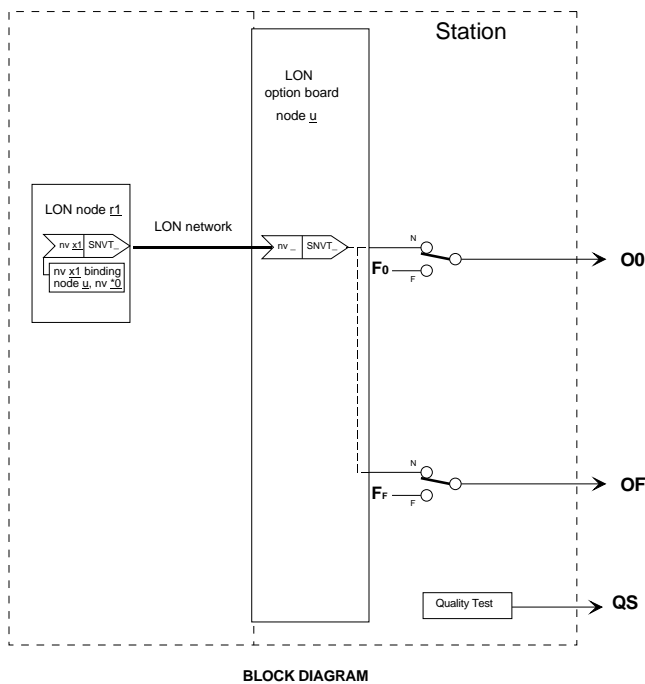 Station
LON
option board
node u
LON node r1
nv x1 SNVT_
nv x1 binding
node u, nv *0
LON network
nv _ SNVT_
N
F0
F
O0
N
FF
F
OF
Quality Test
QS
BLOCK DIAGRAM